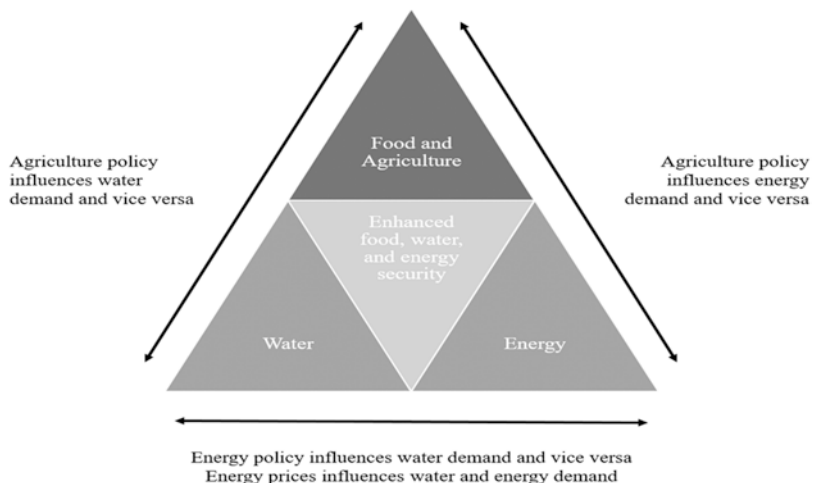 Food and
Agriculture
Agriculture policy
influences water
demand and vice versa
Agriculture policy
influences energy
demand and vice versa
Enhanced
food, water,
and energy
security
Water
Energy
Energy policy influences water demand and vice versa
Energy prices influences water and energy demand